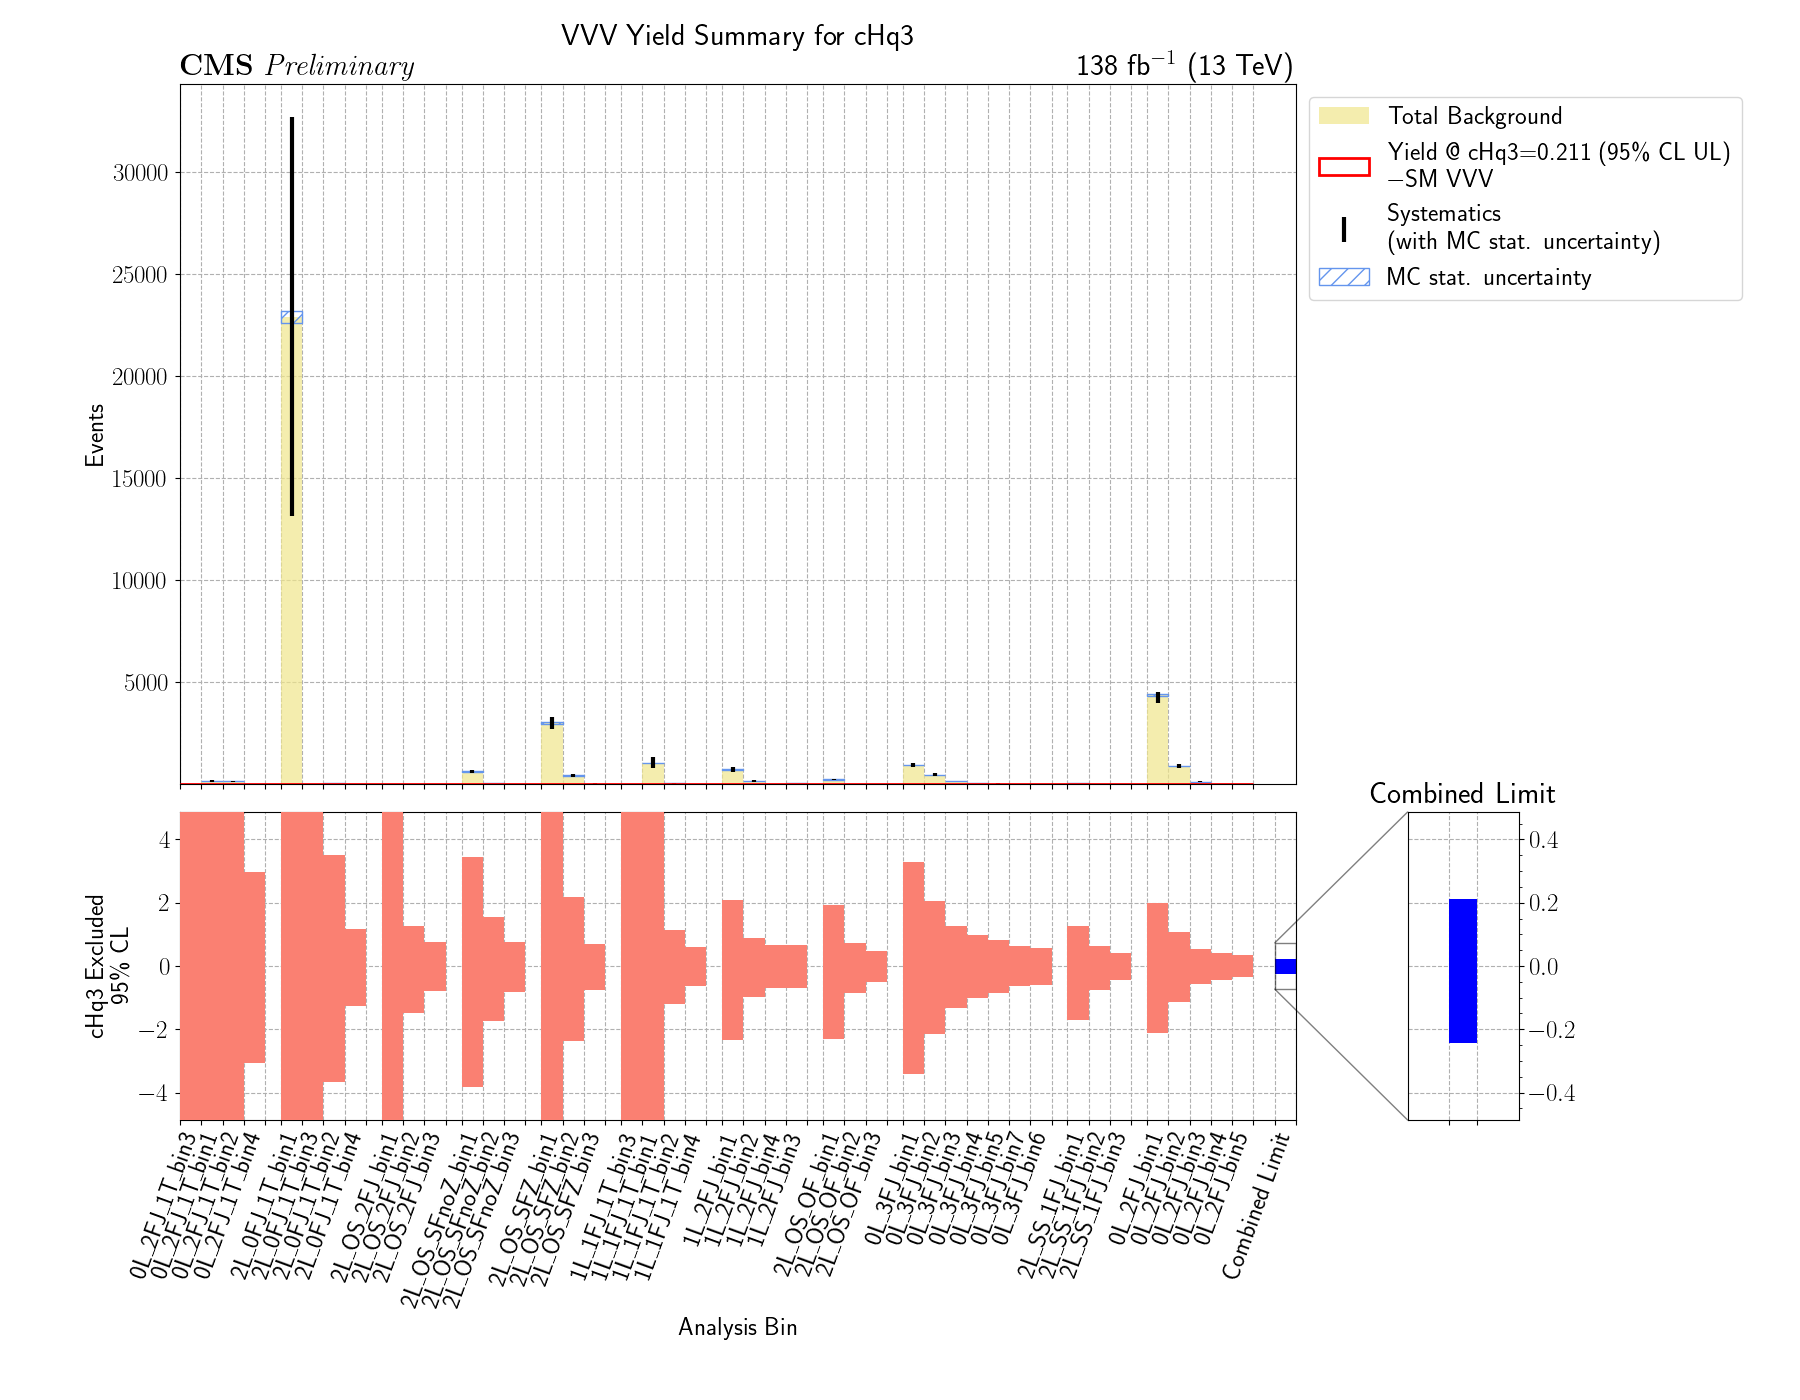 VVV Yield Summary for cHq3
CMS Preliminary
138 fb⁻¹ (13 TeV)
Total Background
Yield @ cHq3=0.211 (95% CL UL)
−SM VVV
Systematics
(with MC stat. uncertainty)
MC stat. uncertainty
Events
30000
25000
20000
15000
10000
5000
cHq3 Excluded
95% CL
4
2
0
−2
−4
Combined Limit
0.4
0.2
0.0
−0.2
−0.4
0L_2FJ_1T_bin3
0L_2FJ_1T_bin1
0L_2FJ_1T_bin2
0L_2FJ_1T_bin4
2L_0FJ_1T_bin1
2L_0FJ_1T_bin3
2L_0FJ_1T_bin2
2L_0FJ_1T_bin4
2L_OS_2FJ_bin1
2L_OS_2FJ_bin2
2L_OS_2FJ_bin3
2L_OS_SFnoZ_bin1
2L_OS_SFnoZ_bin2
2L_OS_SFnoZ_bin3
2L_OS_SFZ_bin1
2L_OS_SFZ_bin2
2L_OS_SFZ_bin3
1L_1FJ_1T_bin3
1L_1FJ_1T_bin1
1L_1FJ_1T_bin2
1L_1FJ_1T_bin4
1L_2FJ_bin1
1L_2FJ_bin2
1L_2FJ_bin4
1L_2FJ_bin3
2L_OS_OF_bin1
2L_OS_OF_bin2
2L_OS_OF_bin3
0L_3FJ_bin1
0L_3FJ_bin2
0L_3FJ_bin3
0L_3FJ_bin4
0L_3FJ_bin5
0L_3FJ_bin7
0L_3FJ_bin6
2L_SS_1FJ_bin1
2L_SS_1FJ_bin2
2L_SS_1FJ_bin3
0L_2FJ_bin1
0L_2FJ_bin2
0L_2FJ_bin3
0L_2FJ_bin4
0L_2FJ_bin5
Combined Limit
Analysis Bin